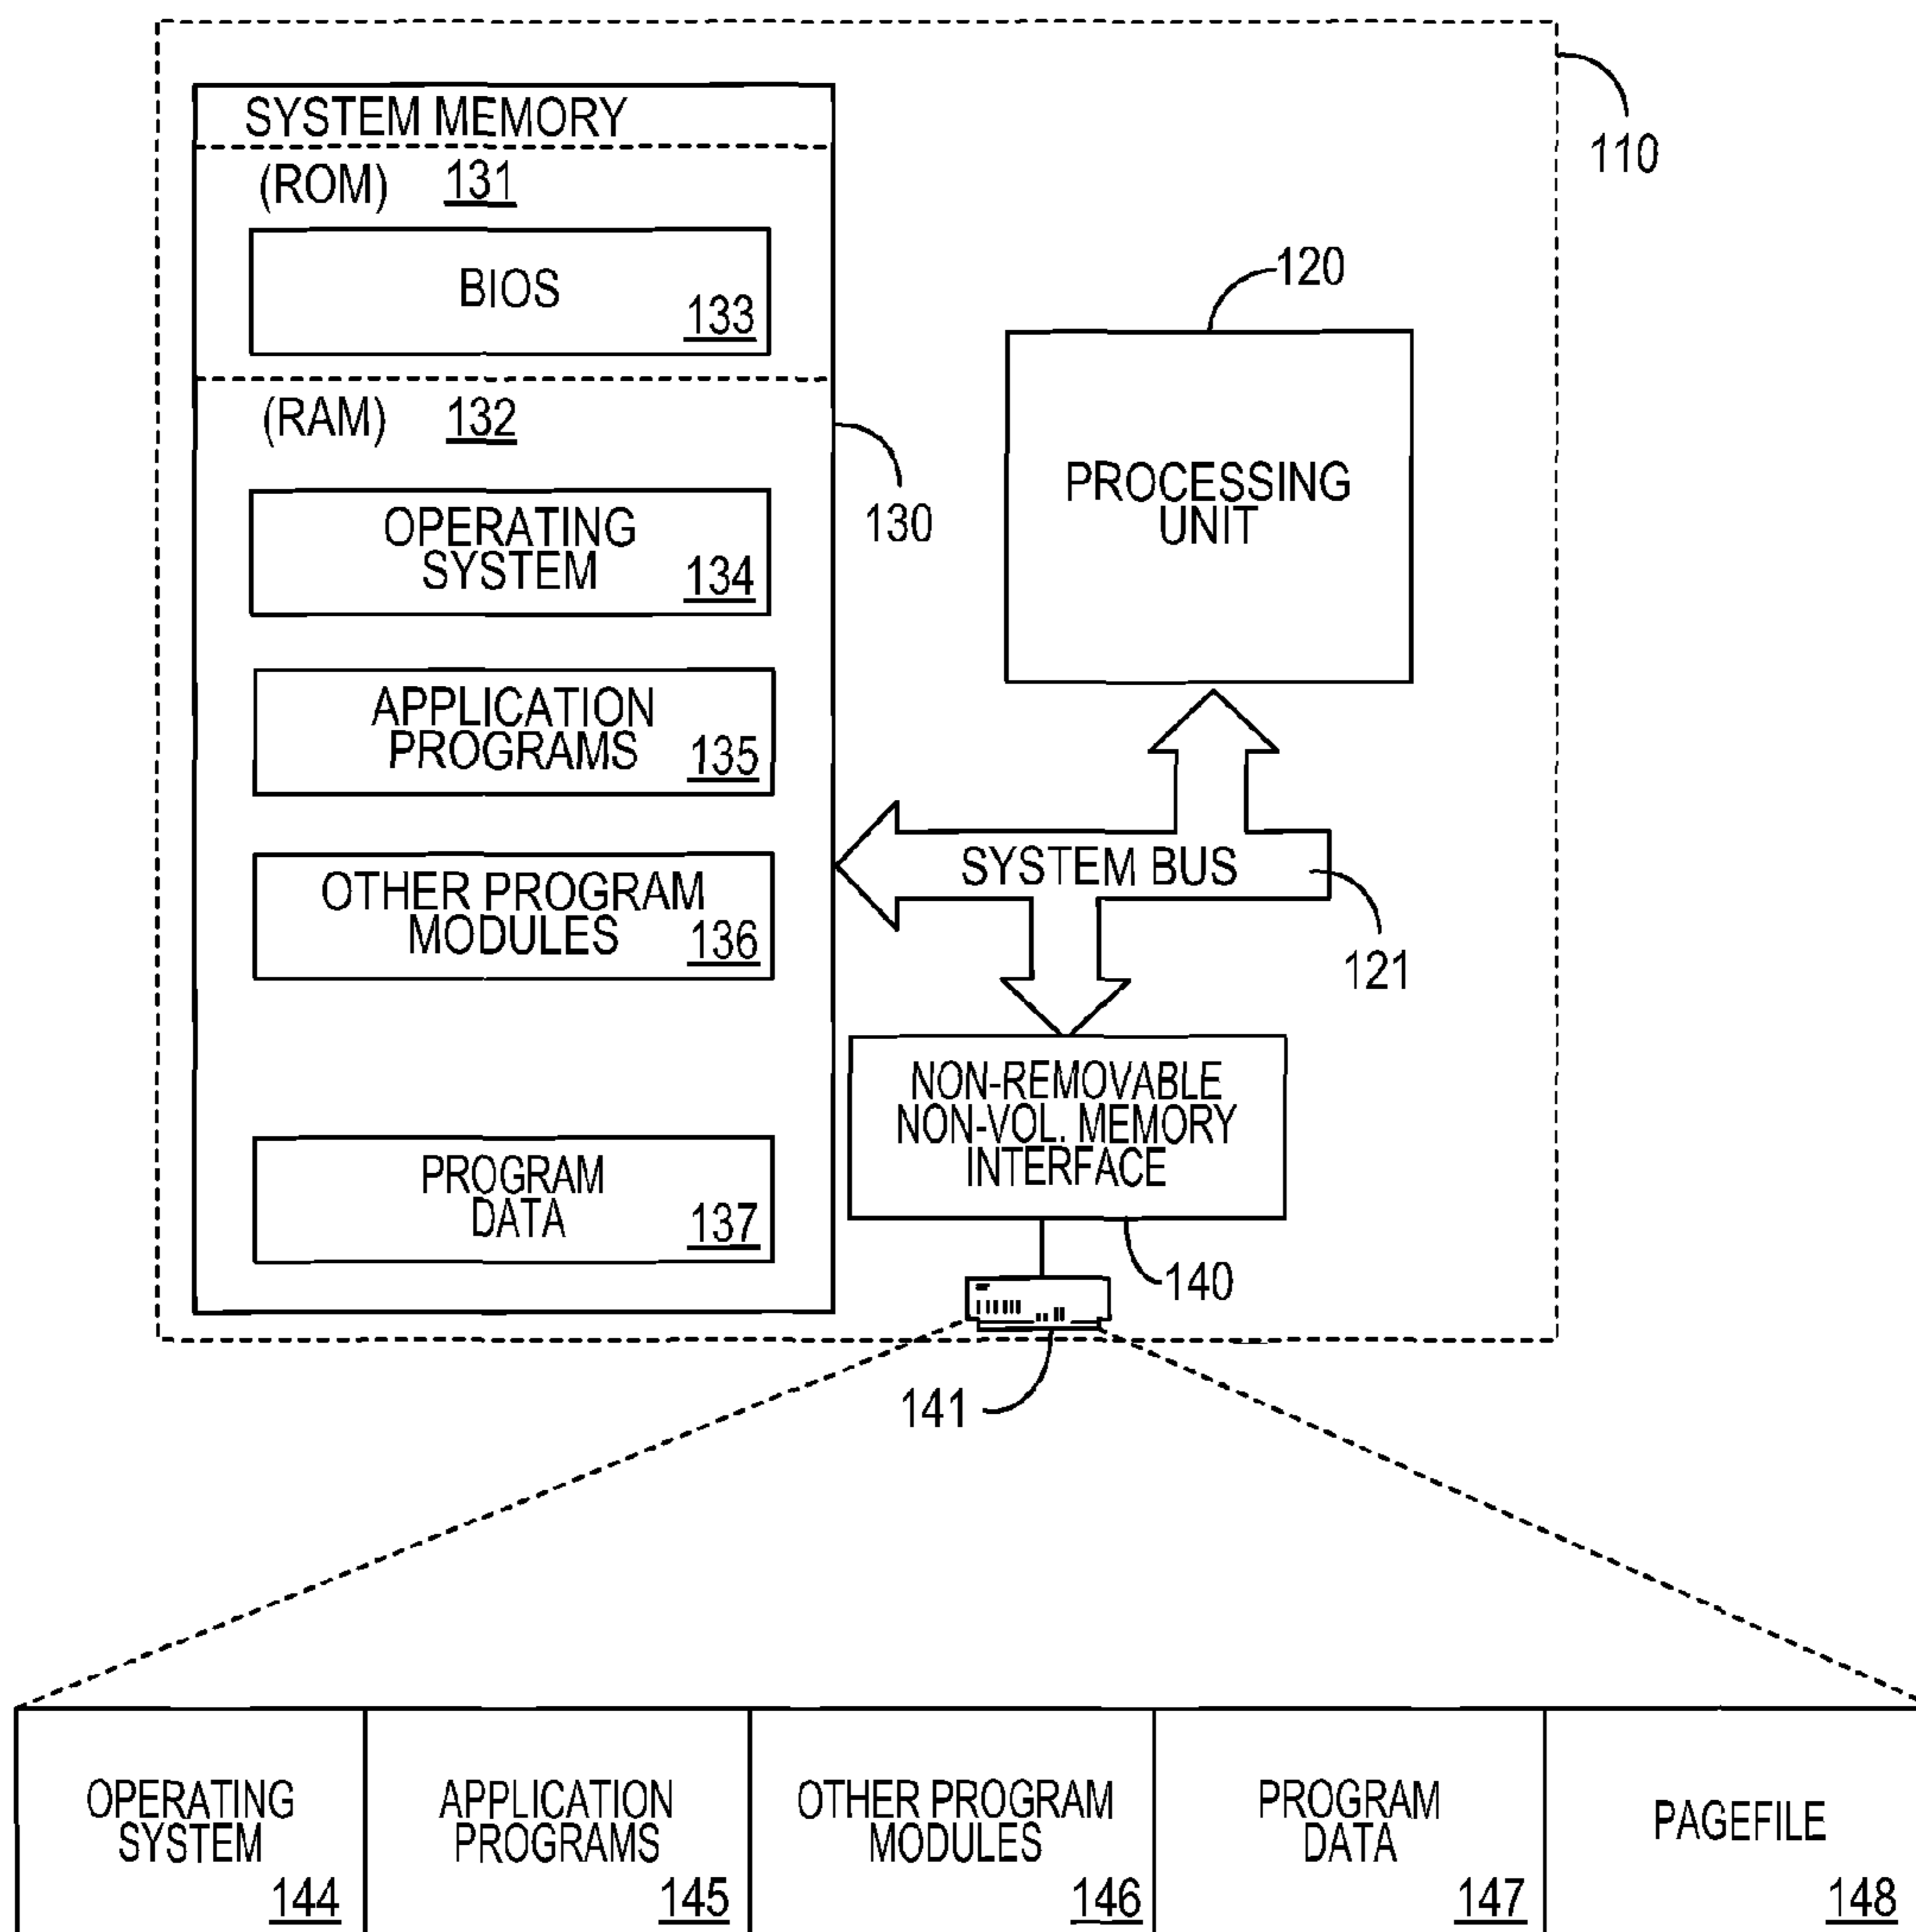 110
SYSTEM MEMORY
(ROM) 131
BIOS
133
(RAM) 132
OPERATING
SYSTEM
134
APPLICATION
PROGRAMS
135
OTHER PROGRAM
MODULES
136
PROGRAM
DATA
137
130
120
PROCESSING
UNIT
SYSTEM BUS
121
NON-REMOVABLE
NON-VOL. MEMORY
INTERFACE
140
141
OPERATING
SYSTEM
144
APPLICATION
PROGRAMS
145
OTHER PROGRAM
MODULES
146
PROGRAM
DATA
147
PAGEFILE
148